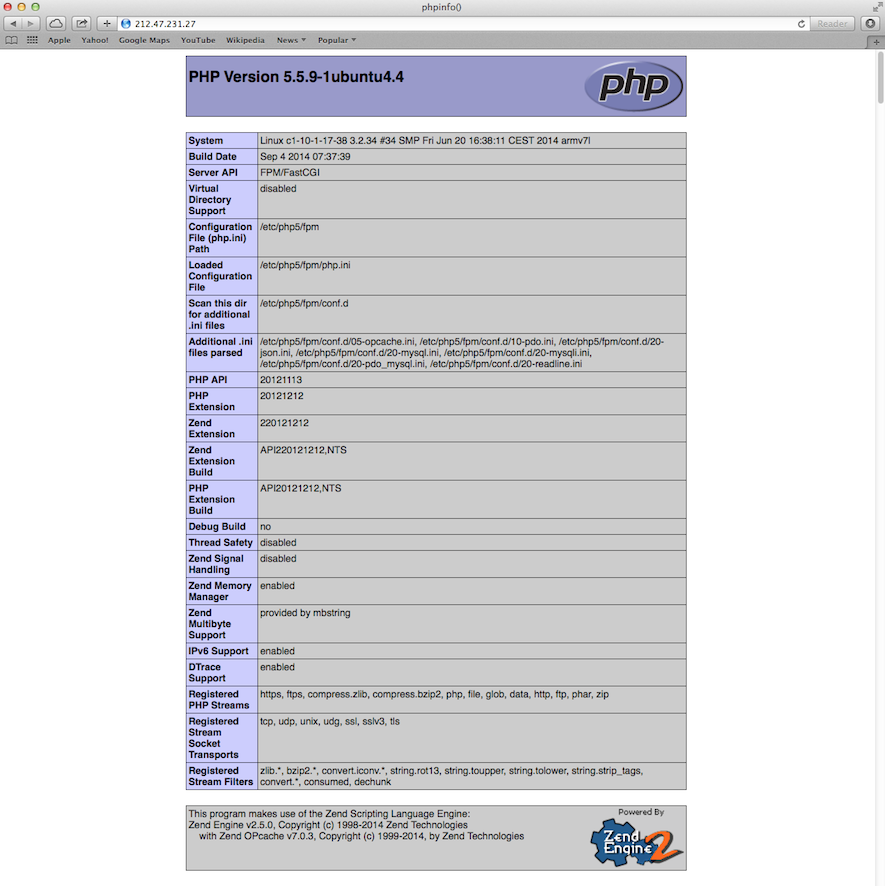 phpinfo()
212.47.231.27
Reader
Apple Yahoo! Google Maps YouTube Wikipedia News Popular
PHP Version 5.5.9-1ubuntu4.4
php
System Linux c1-10-1-17-38 3.2.34 #34 SMP Fri Jun 20 16:38:11 CEST 2014 armv7l
Build Date Sep 4 2014 07:37:39
Server API FPM/FastCGI
Virtual disabled
Directory
Support
Configuration /etc/php5/fpm
File (php.ini)
Path
Loaded /etc/php5/fpm/php.ini
Configuration
File
Scan this dir /etc/php5/fpm/conf.d
for additional
.ini files
Additional .ini /etc/php5/fpm/conf.d/05-opcache.ini, /etc/php5/fpm/conf.d/10-pdo.ini, /etc/php5/fpm/conf.d/20-
files parsed json.ini, /etc/php5/fpm/conf.d/20-mysql.ini, /etc/php5/fpm/conf.d/20-mysqli.ini,
/etc/php5/fpm/conf.d/20-pdo_mysql.ini, /etc/php5/fpm/conf.d/20-readline.ini
PHP API 20121113
PHP 20121212
Extension
Zend 220121212
Extension
Zend API220121212,NTS
Extension
Build
PHP API20121212,NTS
Extension
Build
Debug Build no
Thread Safety disabled
Zend Signal disabled
Handling
Zend Memory enabled
Manager
Zend provided by mbstring
Multibyte
Support
IPv6 Support enabled
DTrace enabled
Support
Registered https, ftps, compress.zlib, compress.bzip2, php, file, glob, data, http, ftp, phar, zip
PHP Streams
Registered tcp, udp, unix, udg, ssl, sslv3, tls
Stream
Socket
Transports
Registered zlib.*, bzip2.*, convert.iconv.*, string.rot13, string.toupper, string.tolower, string.strip_tags,
Stream Filters convert.*, consumed, dechunk
This program makes use of the Zend Scripting Language Engine:
Zend Engine v2.5.0, Copyright (c) 1998-2014 Zend Technologies
with Zend OPcache v7.0.3, Copyright (c) 1999-2014, by Zend Technologies
Powered By
Zend
Engine 2